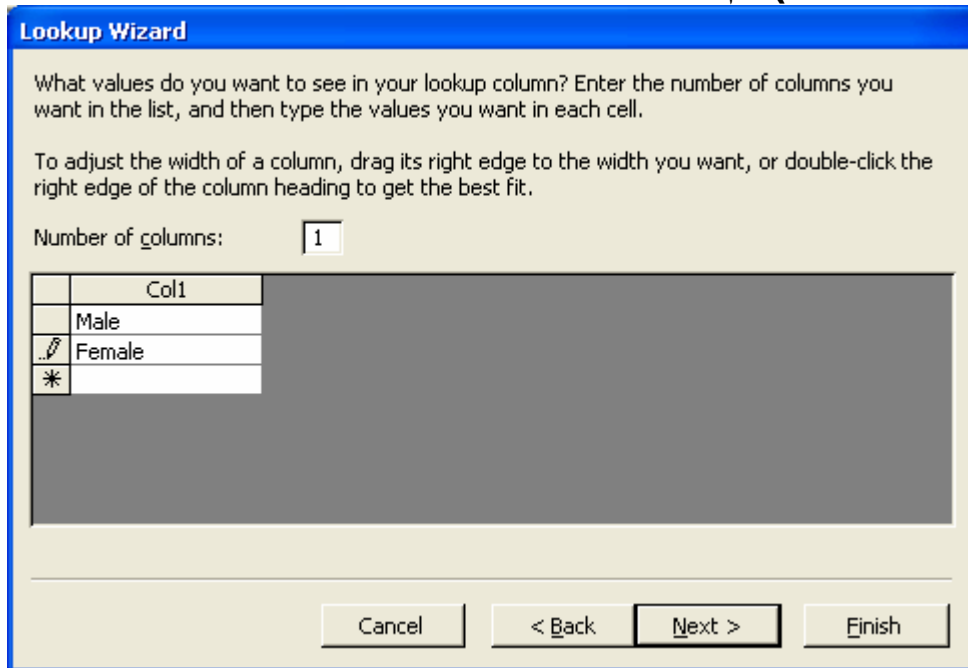 Lookup Wizard
What values do you want to see in your lookup column? Enter the number of columns you
want in the list, and then type the values you want in each cell.
To adjust the width of a column, drag its right edge to the width you want, or double-click the
right edge of the column heading to get the best fit.
Number of columns: 1
Col1
Male
Female
Cancel < Back Next > Finish